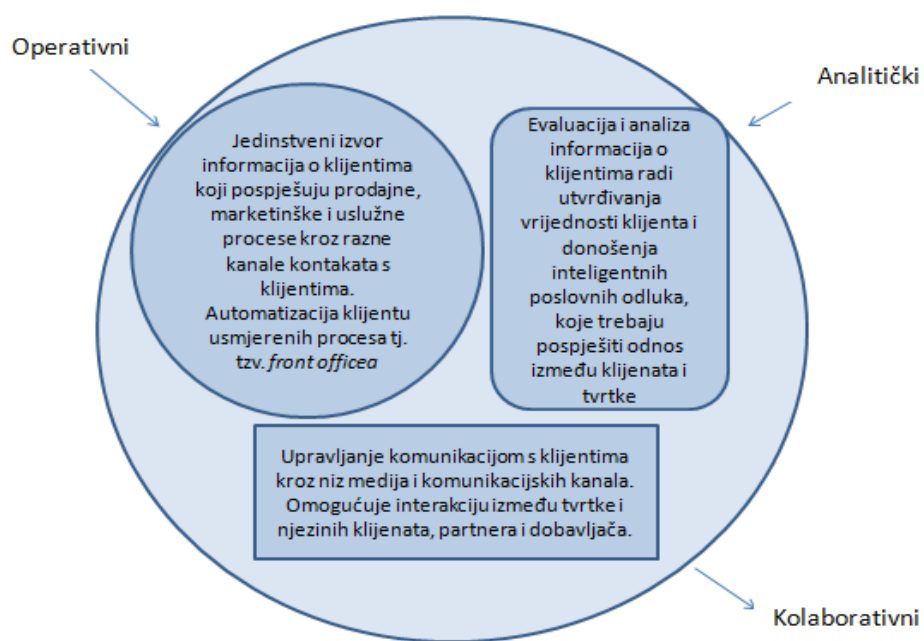 Operativni
Analitički
Jedinstveni izvor
informacija o klijentima
koji pospješuju prodajne,
marketinške i uslužne
procese kroz razne
kanale kontakata s
klijentima.
Automatizacija klijentu
usmjerenih procesa tj.
tzv. front officea
Evaluacija i analiza
informacija o
klijentima radi
utvrđivanja
vrijednosti klijenta i
donošenja
inteligentnih
poslovnih odluka,
koje trebaju
pospješiti odnos
između klijenata i
tvrtke
Upravljanje komunikacijom s klijentima
kroz niz medija i komunikacijskih kanala.
Omogućuje interakciju između tvrtke i
njezinih klijenata, partnera i dobavljača.
Kolaborativni